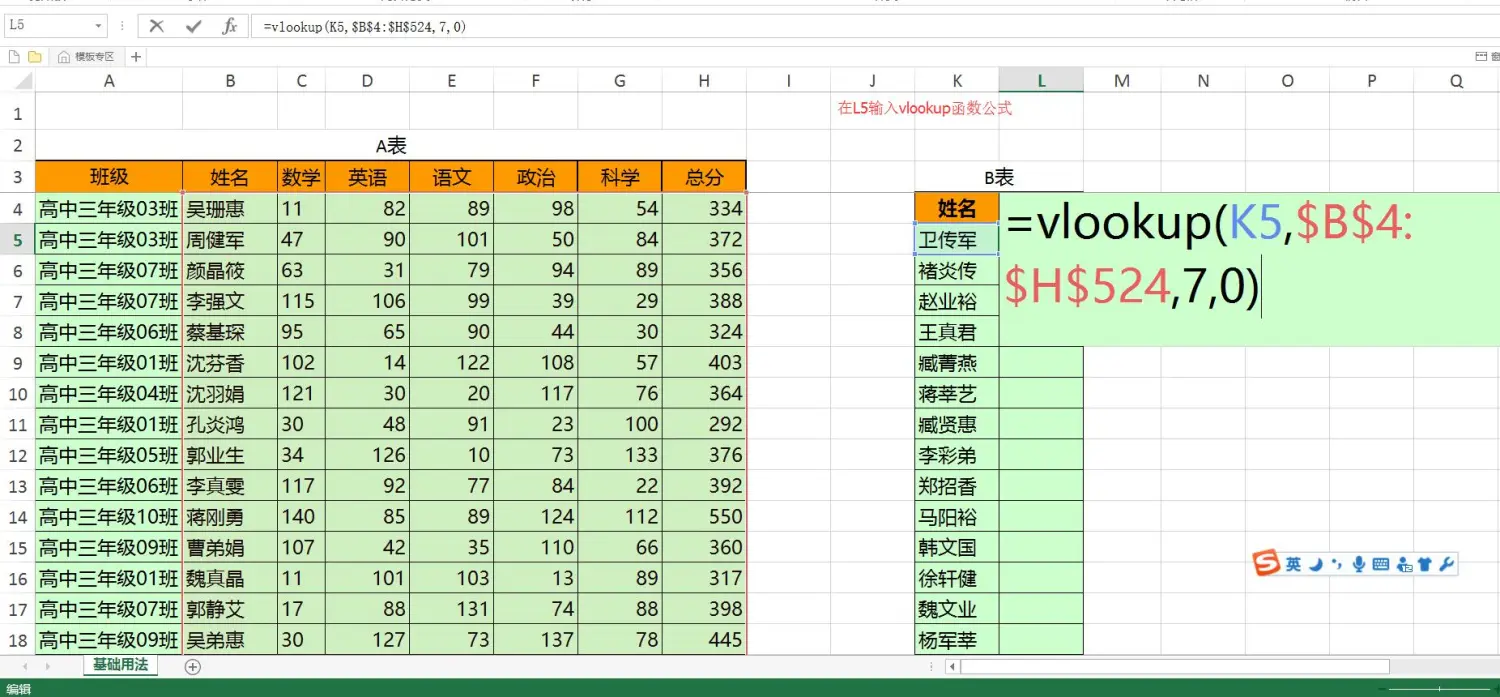 L5 fx =vlookup(K5,$B$4:$H$524,7,0)
模板专区
A B C D E F G H I J K L M N O P Q
1 在L5输入vlookup函数公式
2 A表
3 班级 姓名 数学 英语 语文 政治 科学 总分 B表
4 高中三年级03班 吴珊惠 11 82 89 98 54 334 姓名 =vlookup(K5,$B$4:
5 高中三年级03班 周健军 47 90 101 50 84 372 卫传军
6 高中三年级07班 颜晶筱 63 31 79 94 89 356 褚炎传 $H$524,7,0)
7 高中三年级07班 李强文 115 106 99 39 29 388 赵业裕
8 高中三年级06班 蔡基琛 95 65 90 44 30 324 王真君
9 高中三年级01班 沈芬香 102 14 122 108 57 403 臧菁燕
10 高中三年级04班 沈羽娟 121 30 20 117 76 364 蒋莘艺
11 高中三年级01班 孔炎鸿 30 48 91 23 100 292 臧贤惠
12 高中三年级05班 郭业生 34 126 10 73 133 376 李彩弟
13 高中三年级06班 李真雯 117 92 77 84 22 392 郑招香
14 高中三年级10班 蒋刚勇 140 85 89 124 112 550 马阳裕
15 高中三年级09班 曹弟娟 107 42 35 110 66 360 韩文国
16 高中三年级01班 魏真晶 11 101 103 13 89 317 徐轩健
17 高中三年级07班 郭静艾 17 88 131 74 88 398 魏文业
18 高中三年级09班 吴弟惠 30 127 73 137 78 445 杨军莘
S 英
基础用法
编辑